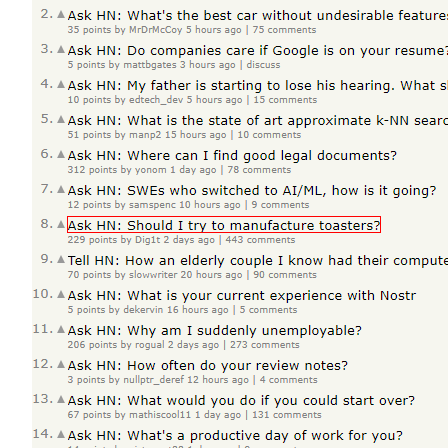 2. Ask HN: What's the best car without undesirable feature
35 points by MrDrMcCoy 5 hours ago | 75 comments
3. Ask HN: Do companies care if Google is on your resume?
5 points by mattbgates 3 hours ago | discuss
4. Ask HN: My father is starting to lose his hearing. What s
10 points by edtech_dev 5 hours ago | 15 comments
5. Ask HN: What is the state of art approximate k-NN searc
51 points by manp2 15 hours ago | 10 comments
6. Ask HN: Where can I find good legal documents?
312 points by yonom 1 day ago | 78 comments
7. Ask HN: SWEs who switched to AI/ML, how is it going?
12 points by samspenc 10 hours ago | 9 comments
8. Ask HN: Should I try to manufacture toasters?
229 points by Dig1t 2 days ago | 443 comments
9. Tell HN: How an elderly couple I know had their compute
70 points by slowwriter 20 hours ago | 90 comments
10. Ask HN: What is your current experience with Nostr
5 points by dekervin 16 hours ago | 5 comments
11. Ask HN: Why am I suddenly unemployable?
206 points by rogual 2 days ago | 273 comments
12. Ask HN: How often do your review notes?
3 points by nullptr_deref 12 hours ago | 4 comments
13. Ask HN: What would you do if you could start over?
67 points by mathiscool11 1 day ago | 131 comments
14. Ask HN: What's a productive day of work for you?